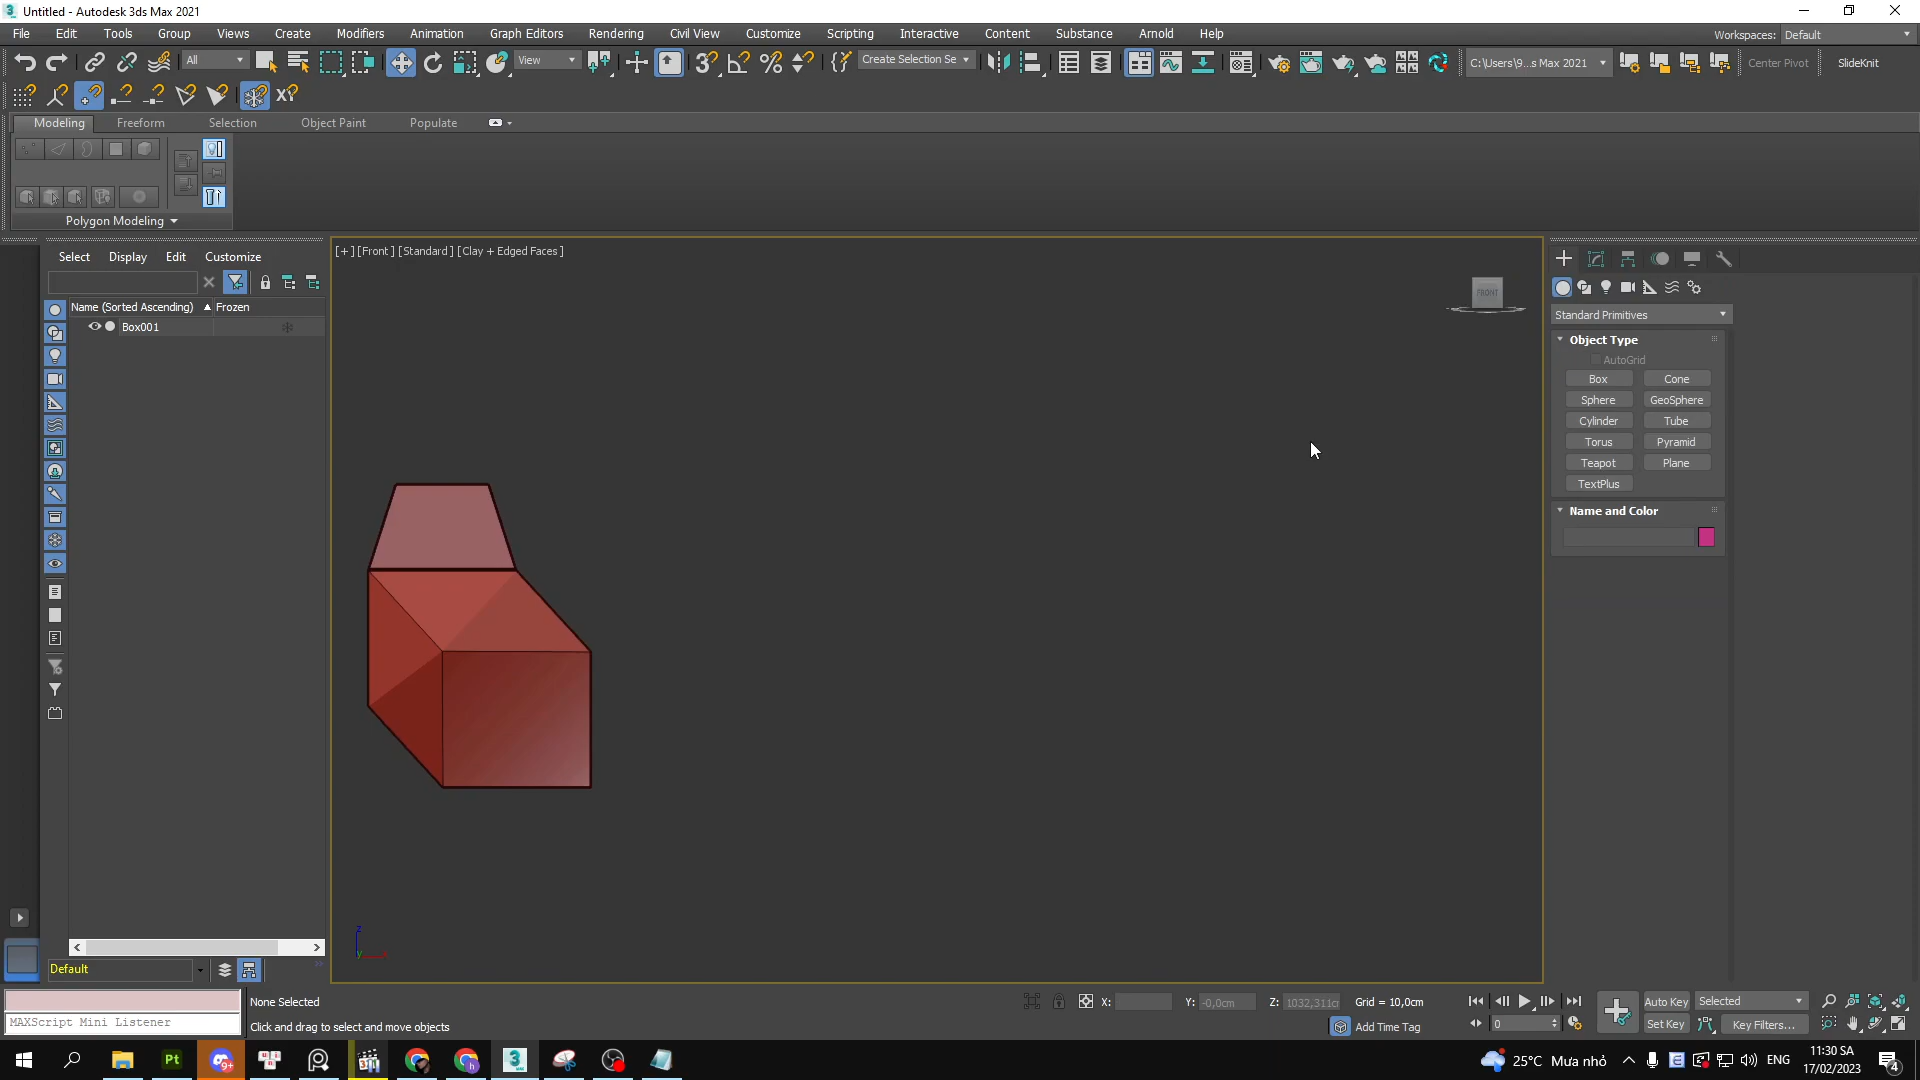 Untitled - Autodesk 3ds Max 2021
File Edit Tools Group Views Create Modifiers Animation Graph Editors Rendering Civil View Customize Scripting Interactive Content Substance Arnold Help Workspaces: Default
All View Create Selection Se C:\Users\9...s Max 2021 Center Pivot SlideKnit
XY
Modeling Freeform Selection Object Paint Populate
Polygon Modeling
Select Display Edit Customize
[+] [Front] [Standard] [Clay + Edged Faces]
FRONT
Name (Sorted Ascending) Frozen
Box001
Standard Primitives
Object Type
AutoGrid
Box Cone
Sphere GeoSphere
Cylinder Tube
Torus Pyramid
Teapot Plane
TextPlus
Name and Color
z
y
Default
None Selected X: Y: -0,0cm Z: 1032,311c Grid = 10,0cm Auto Key Selected
MAXScript Mini Listener Click and drag to select and move objects Add Time Tag 0 Set Key Key Filters...
Pt 9+ 3 25°C Mưa nhỏ ENG 11:30 SA
17/02/2023 4